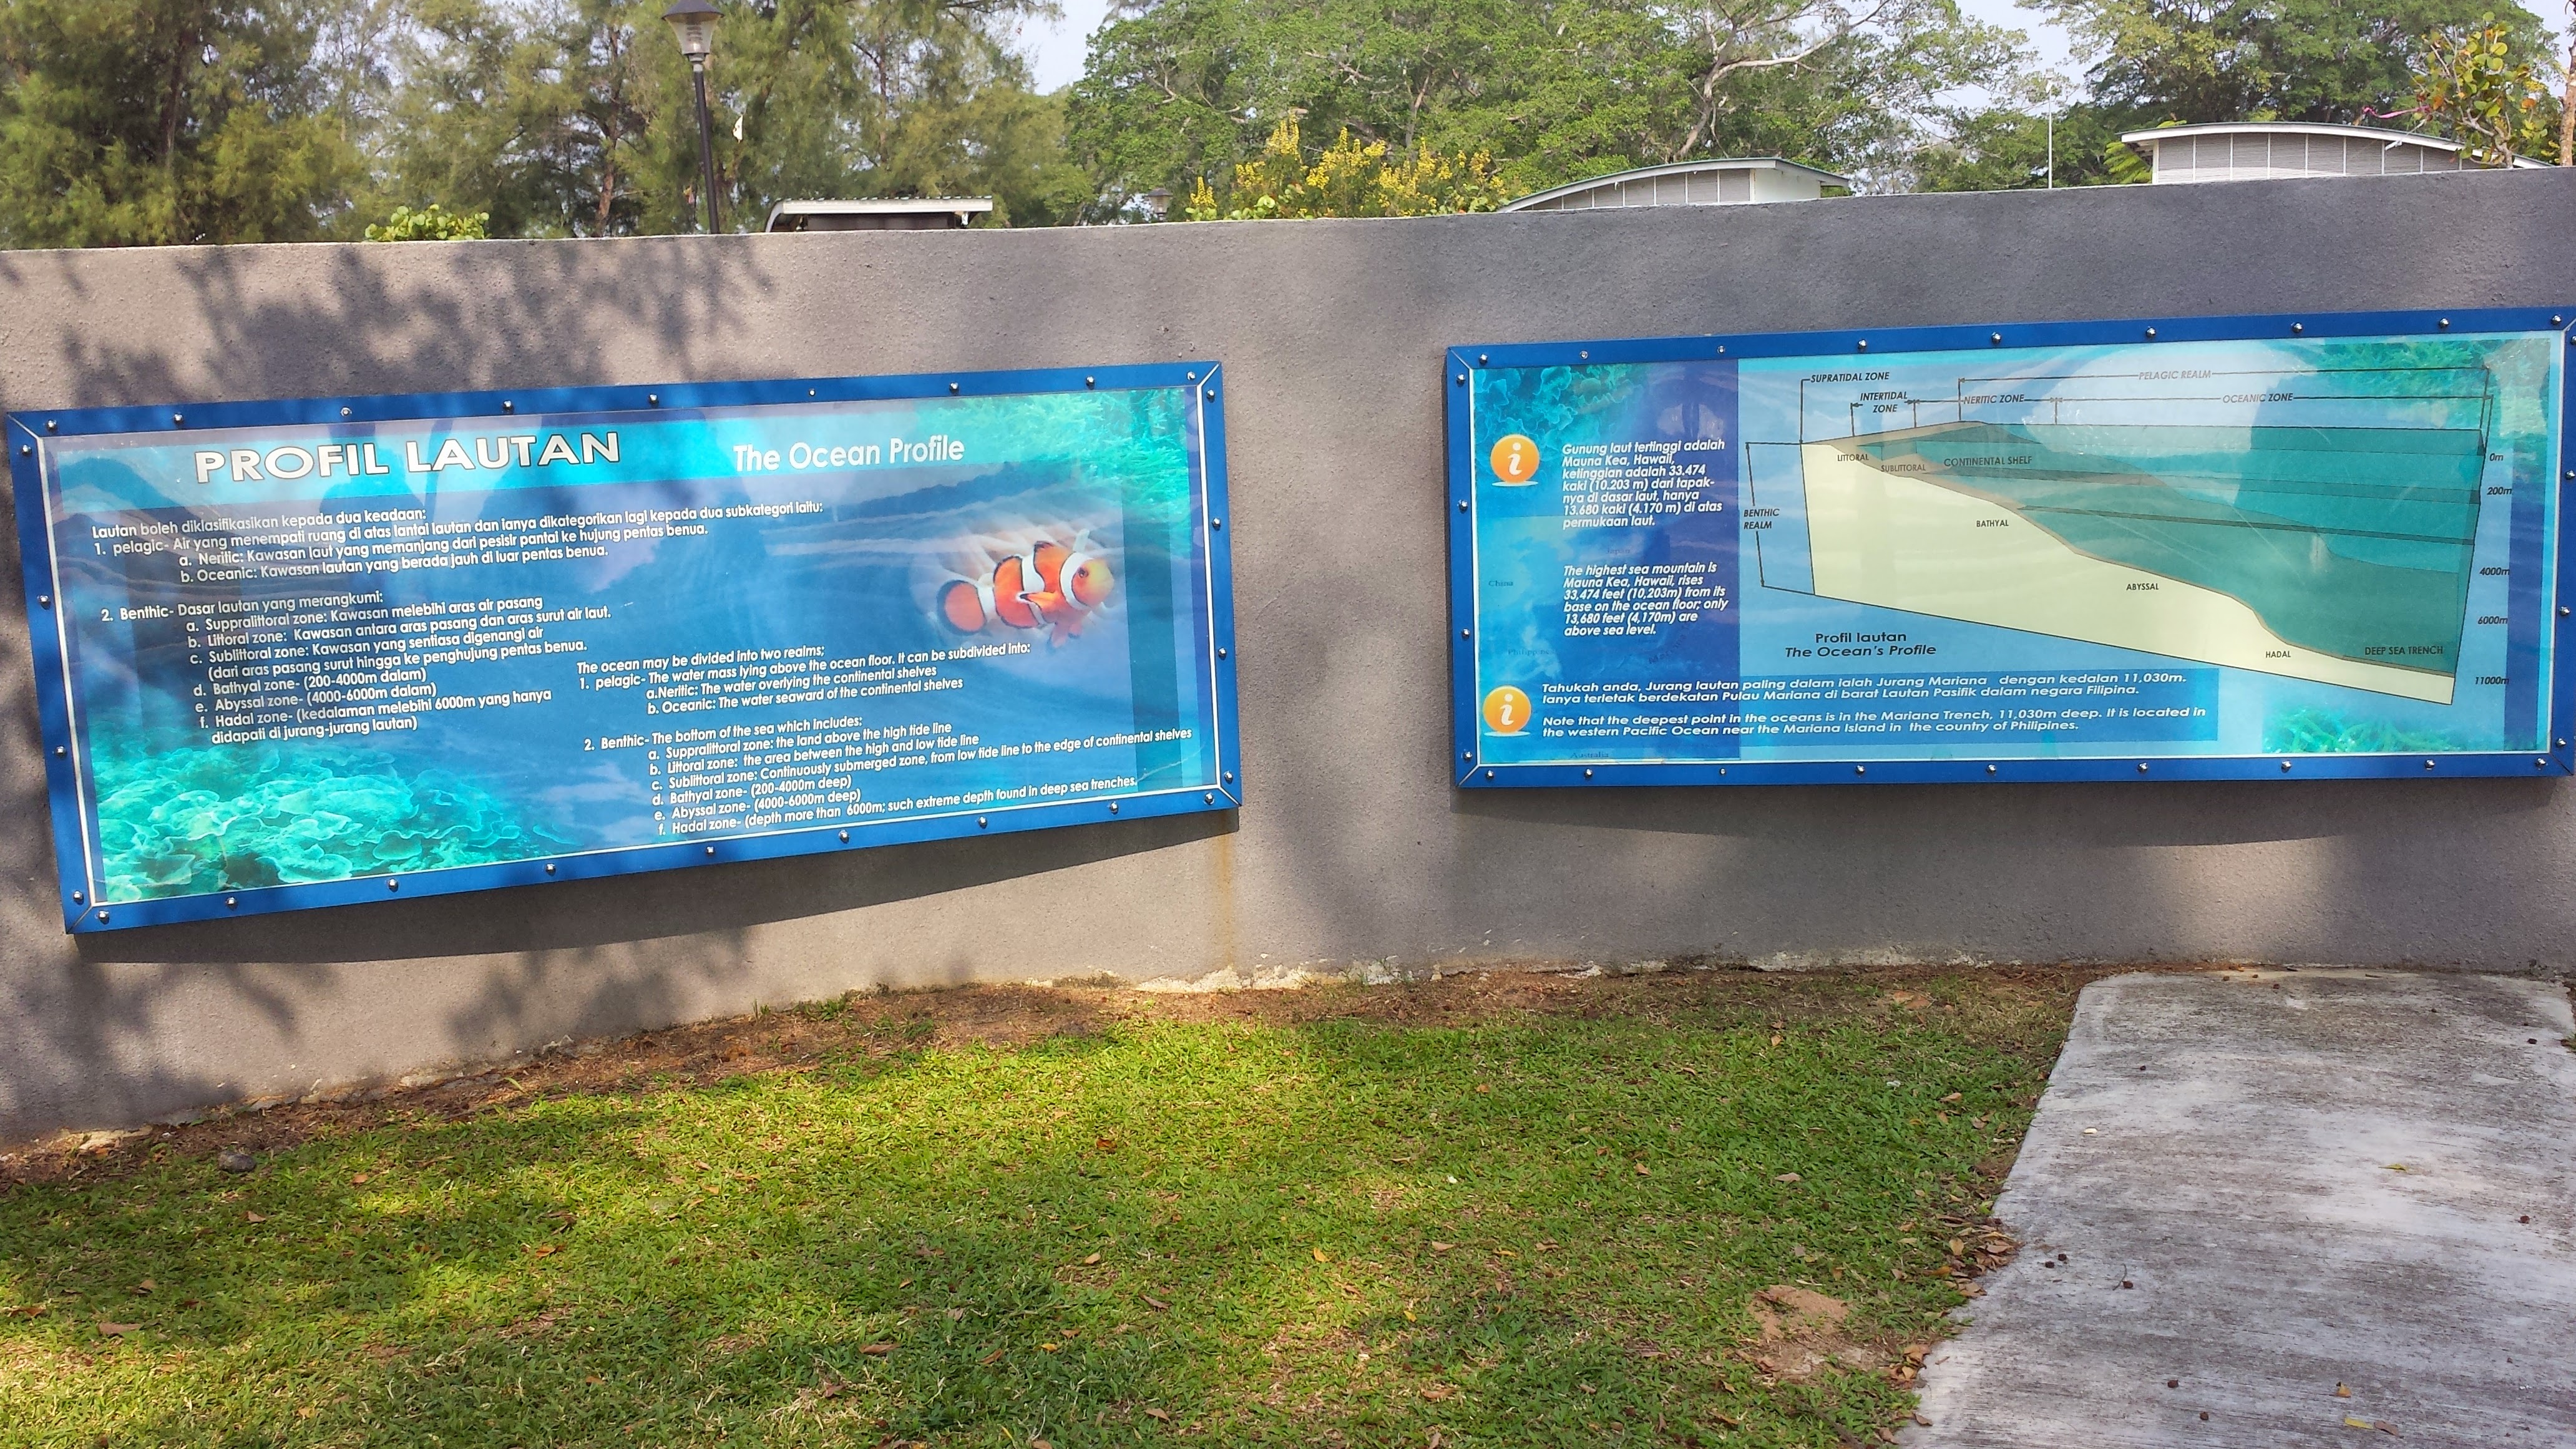 PROFIL LAUTAN
The Ocean Profile
Lautan boleh diklasifikasikan kepada dua keadaan:
1. pelagic- Air yang menempati ruang di atas lantai lautan dan ianya dikategorikan lagi kepada dua subkategori iaitu:
a. Neritic: Kawasan laut yang memanjang dari pesisir pantai ke hujung pentas benua.
b. Oceanic: Kawasan lautan yang berada jauh di luar pentas benua.
2. Benthic- Dasar lautan yang merangkumi:
a. Suppralittoral zone: Kawasan melebihi aras air pasang
b. Littoral zone: Kawasan antara aras pasang dan aras surut air laut.
c. Sublittoral zone: Kawasan yang sentiasa digenangi air
(dari aras pasang surut hingga ke penghujung pentas benua.
d. Bathyal zone- (200-4000m dalam)
e. Abyssal zone- (4000-6000m dalam)
f. Hadal zone- (kedalaman melebihi 6000m yang hanya
didapati di jurang-jurang lautan)
The ocean may be divided into two realms;
1. pelagic- The water mass lying above the ocean floor. It can be subdivided into:
a.Neritic: The water overlying the continental shelves
b. Oceanic: The water seaward of the continental shelves
2. Benthic- The bottom of the sea which includes:
a. Suppralittoral zone: the land above the high tide line
b. Littoral zone: the area between the high and low tide line
c. Sublittoral zone: Continuously submerged zone, from low tide line to the edge of continental shelves
d. Bathyal zone- (200-4000m deep)
e. Abyssal zone- (4000-6000m deep)
f. Hadal zone- (depth more than 6000m; such extreme depth found in deep sea trenches.
i
Gunung laut tertinggi adalah
Mauna Kea, Hawaii,
ketinggian adalah 33,474
kaki (10.203 m) dari tapak-
nya di dasar laut, hanya
13.680 kaki (4.170 m) di atas
permukaan laut.
The highest sea mountain is
Mauna Kea, Hawaii, rises
33,474 feet (10,203m) from its
base on the ocean floor; only
13,680 feet (4,170m) are
above sea level.
China
SUPRATIDAL ZONE
PELAGIC REALM
INTERTIDAL
ZONE
NERITIC ZONE
OCEANIC ZONE
LITTORAL
SUBLITTORAL
CONTINENTAL SHELF
BENTHIC
REALM
BATHYAL
ABYSSAL
HADAL
DEEP SEA TRENCH
0m
200m
4000m
6000m
11000m
Profil lautan
The Ocean's Profile
i
Tahukah anda, Jurang lautan paling dalam ialah Jurang Mariana dengan kedalan 11,030m.
Ianya terletak berdekatan Pulau Mariana di barat Lautan Pasifik dalam negara Filipina.
Note that the deepest point in the oceans is in the Mariana Trench, 11,030m deep. It is located in
the western Pacific Ocean near the Mariana Island in the country of Philipines.
Australia